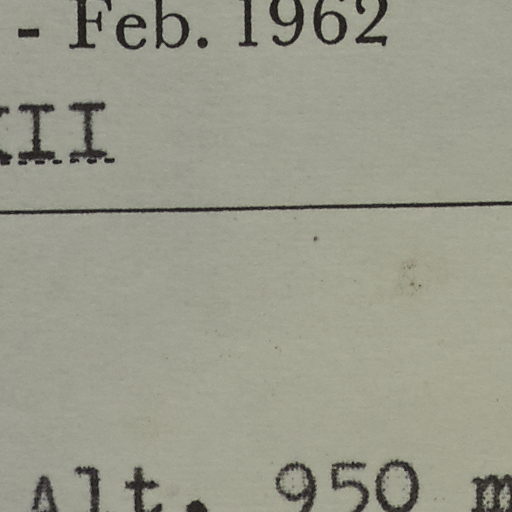 - Feb. 1962
XII
Alt. 950 m